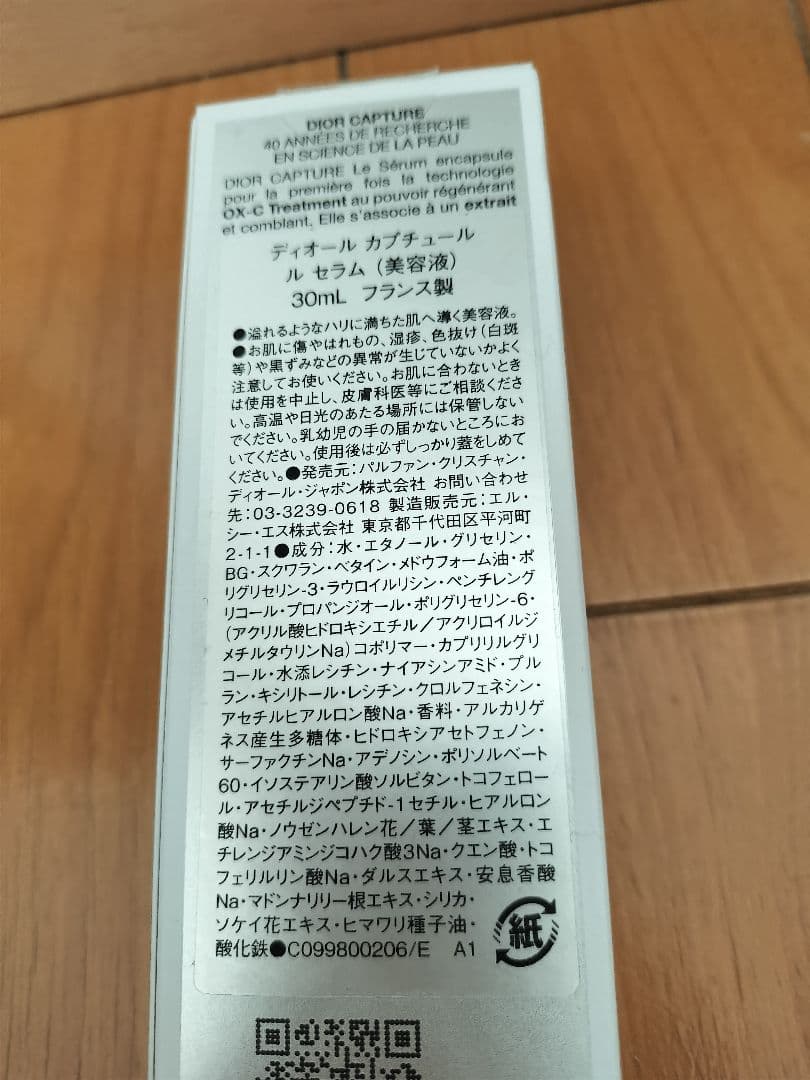 DIOR CAPTURE
40 ANNÉES DE RECHERCHE
EN SCIENCE DE LA PEAU
DIOR CAPTURE Le Sérum encapsule
pour la première fois la technologie
OX-C Treatment au pouvoir régénérant
et comblant. Elle s'associe à un extrait
ディオール カプチュール
ル セラム（美容液）
30mL フランス製
●溢れるようなハリに満ちた肌へ導く美容液。
●お肌に傷やはれもの、湿疹、色抜け（白斑
等）や黒ずみなどの異常が生じていないかよく
注意してお使いください。お肌に合わないとき
は使用を中止し、皮膚科医等にご相談くださ
い。高温や日光のあたる場所には保管しない
でください。乳幼児の手の届かないところにお
いてください。使用後は必ずしっかり蓋をしめて
ください。●発売元：パルファン・クリスチャン・
ディオール・ジャポン株式会社 お問い合わせ
先：03-3239-0618 製造販売元：エル・
シー・エス株式会社 東京都千代田区平河町
2-1-1●成分：水・エタノール・グリセリン・
BG・スクワラン・ベタイン・メドウフォーム油・ポ
リグリセリン-3・ラウロイルリシン・ペンチレング
リコール・プロパンジオール・ポリグリセリン-6・
（アクリル酸ヒドロキシエチル／アクリロイルジ
メチルタウリンNa）コポリマー・カプリリルグリ
コール・水添レシチン・ナイアシンアミド・プル
ラン・キシリトール・レシチン・クロルフェネシン・
アセチルヒアルロン酸Na・香料・アルカリゲ
ネス産生多糖体・ヒドロキシアセトフェノン・
サーファクチンNa・アデノシン・ポリソルベート
60・イソステアリン酸ソルビタン・トコフェロー
ル・アセチルジペプチド-1セチル・ヒアルロン
酸Na・ノウゼンハレン花／葉／茎エキス・エ
チレンジアミンジコハク酸3Na・クエン酸・トコ
フェリルリン酸Na・ダルスエキス・安息香酸
Na・マドンナリリー根エキス・シリカ・
ソケイ花エキス・ヒマワリ種子油・
酸化鉄●C099800206/E A1
紙